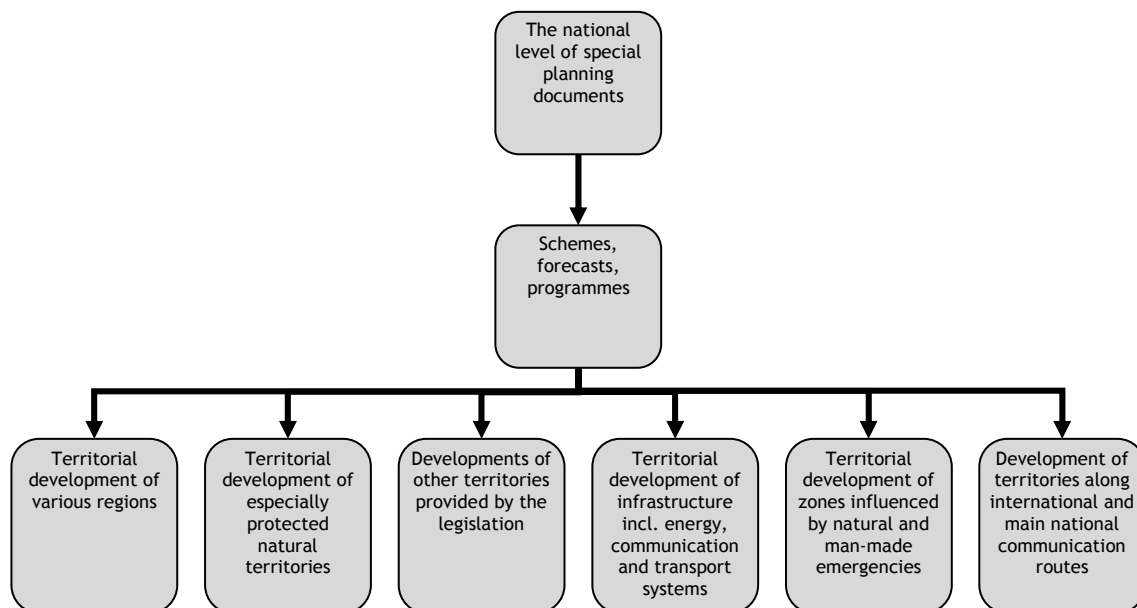 The national
level of special
planning
documents
Schemes,
forecasts,
programmes
Territorial
development of
various regions
Territorial
development of
especially
protected
natural
territories
Developments of
other territories
provided by the
legislation
Territorial
development of
infrastructure
incl. energy,
communication
and transport
systems
Territorial
development of
zones influenced
by natural and
man-made
emergencies
Development of
territories along
international and
main national
communication
routes